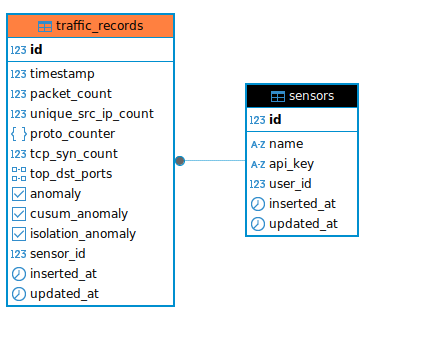 traffic_records
123 id
123 timestamp
123 packet_count
123 unique_src_ip_count
{ } proto_counter
123 tcp_syn_count
top_dst_ports
anomaly
cusum_anomaly
isolation_anomaly
123 sensor_id
inserted_at
updated_at
sensors
123 id
A-Z name
A-Z api_key
123 user_id
inserted_at
updated_at